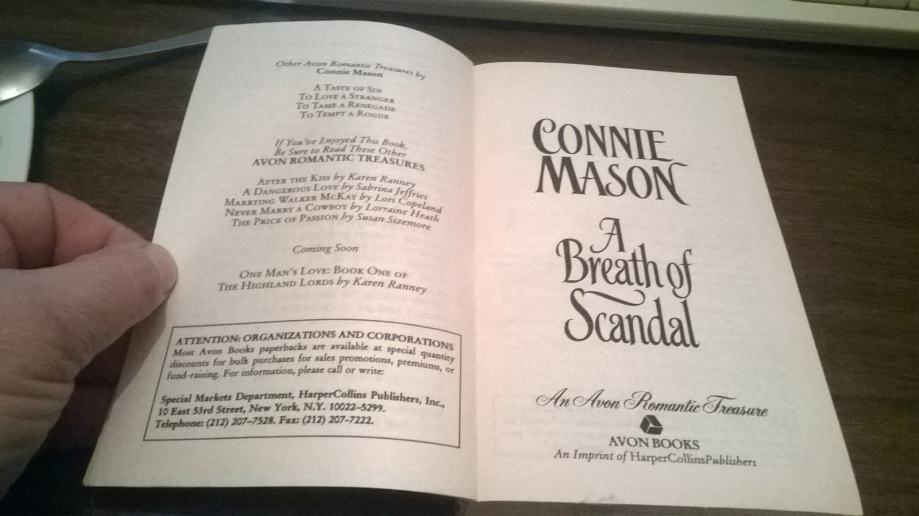 Other Avon Romantic Treasures by
Connie Mason
A TASTE OF SIN
TO LOVE A STRANGER
TO TAME A RENEGADE
TO TEMPT A ROGUE
If You've Enjoyed This Book,
Be Sure to Read These Other
AVON ROMANTIC TREASURES
AFTER THE KISS by Karen Ranney
A DANGEROUS LOVE by Sabrina Jeffries
MARRYING WALKER MCKAY by Lori Copeland
NEVER MARRY A COWBOY by Lorraine Heath
THE PRICE OF PASSION by Susan Sizemore
Coming Soon
ONE MAN'S LOVE: BOOK ONE OF
THE HIGHLAND LORDS by Karen Ranney
ATTENTION: ORGANIZATIONS AND CORPORATIONS
Most Avon Books paperbacks are available at special quantity
discounts for bulk purchases for sales promotions, premiums, or
fund-raising. For information, please call or write:
Special Markets Department, HarperCollins Publishers, Inc.,
10 East 53rd Street, New York, N.Y. 10022–5299.
Telephone: (212) 207–7528. Fax: (212) 207-7222.
CONNIE
MASON
A
Breath of
Scandal
An Avon Romantic Treasure
AVON BOOKS
An Imprint of HarperCollinsPublishers